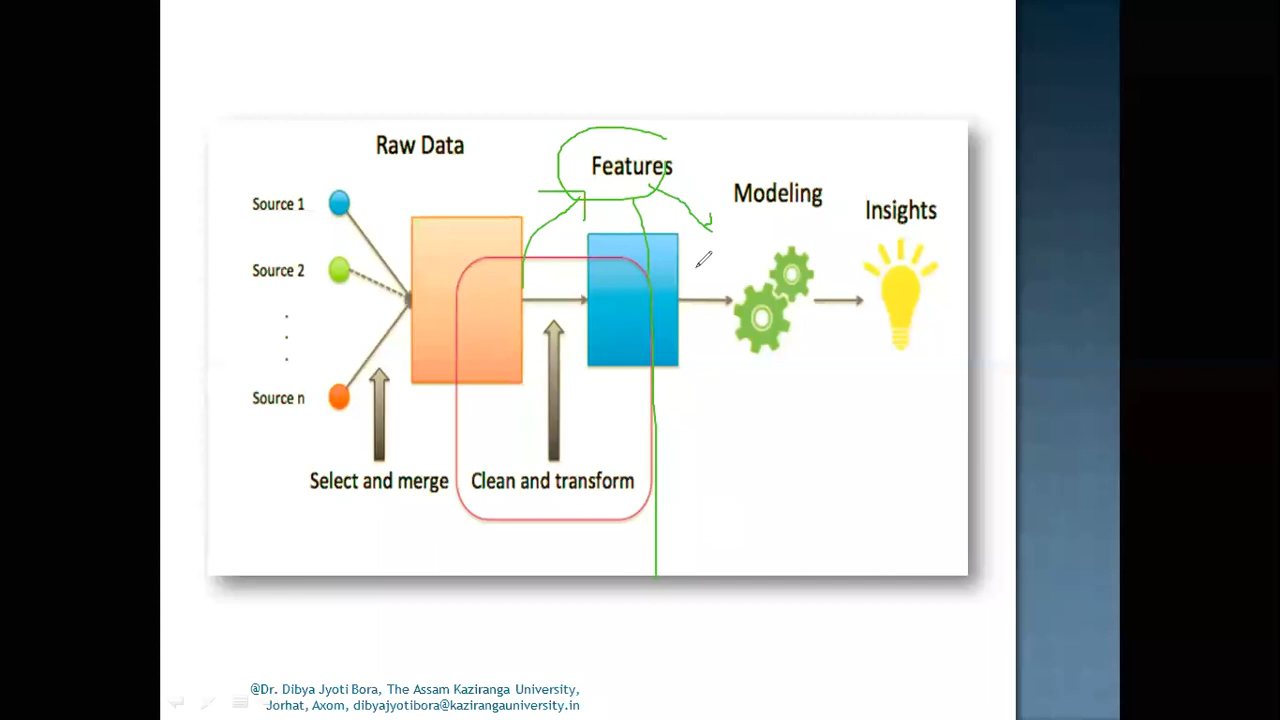 Raw Data
Features
Modeling
Insights
Source 1
Source 2
Source n
Select and merge
Clean and transform
@Dr. Dibya Jyoti Bora, The Assam Kaziranga University,
Jorhat, Axom, dibyajyotibora@kazirangauniversity.in